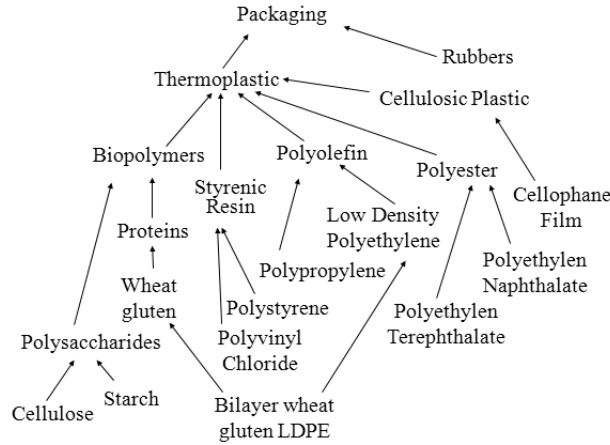 Packaging
Rubbers
Thermoplastic
Cellulosic Plastic
Biopolymers
Polyolefin
Polyester
Styrenic
Resin
Cellophane
Film
Low Density
Polyethylene
Proteins
Polypropylene
Polyethylen
Naphthalate
Wheat
gluten
Polystyrene
Polyethylen
Terephthalate
Polyvinyl
Chloride
Polysaccharides
Cellulose
Starch
Bilayer wheat
gluten LDPE